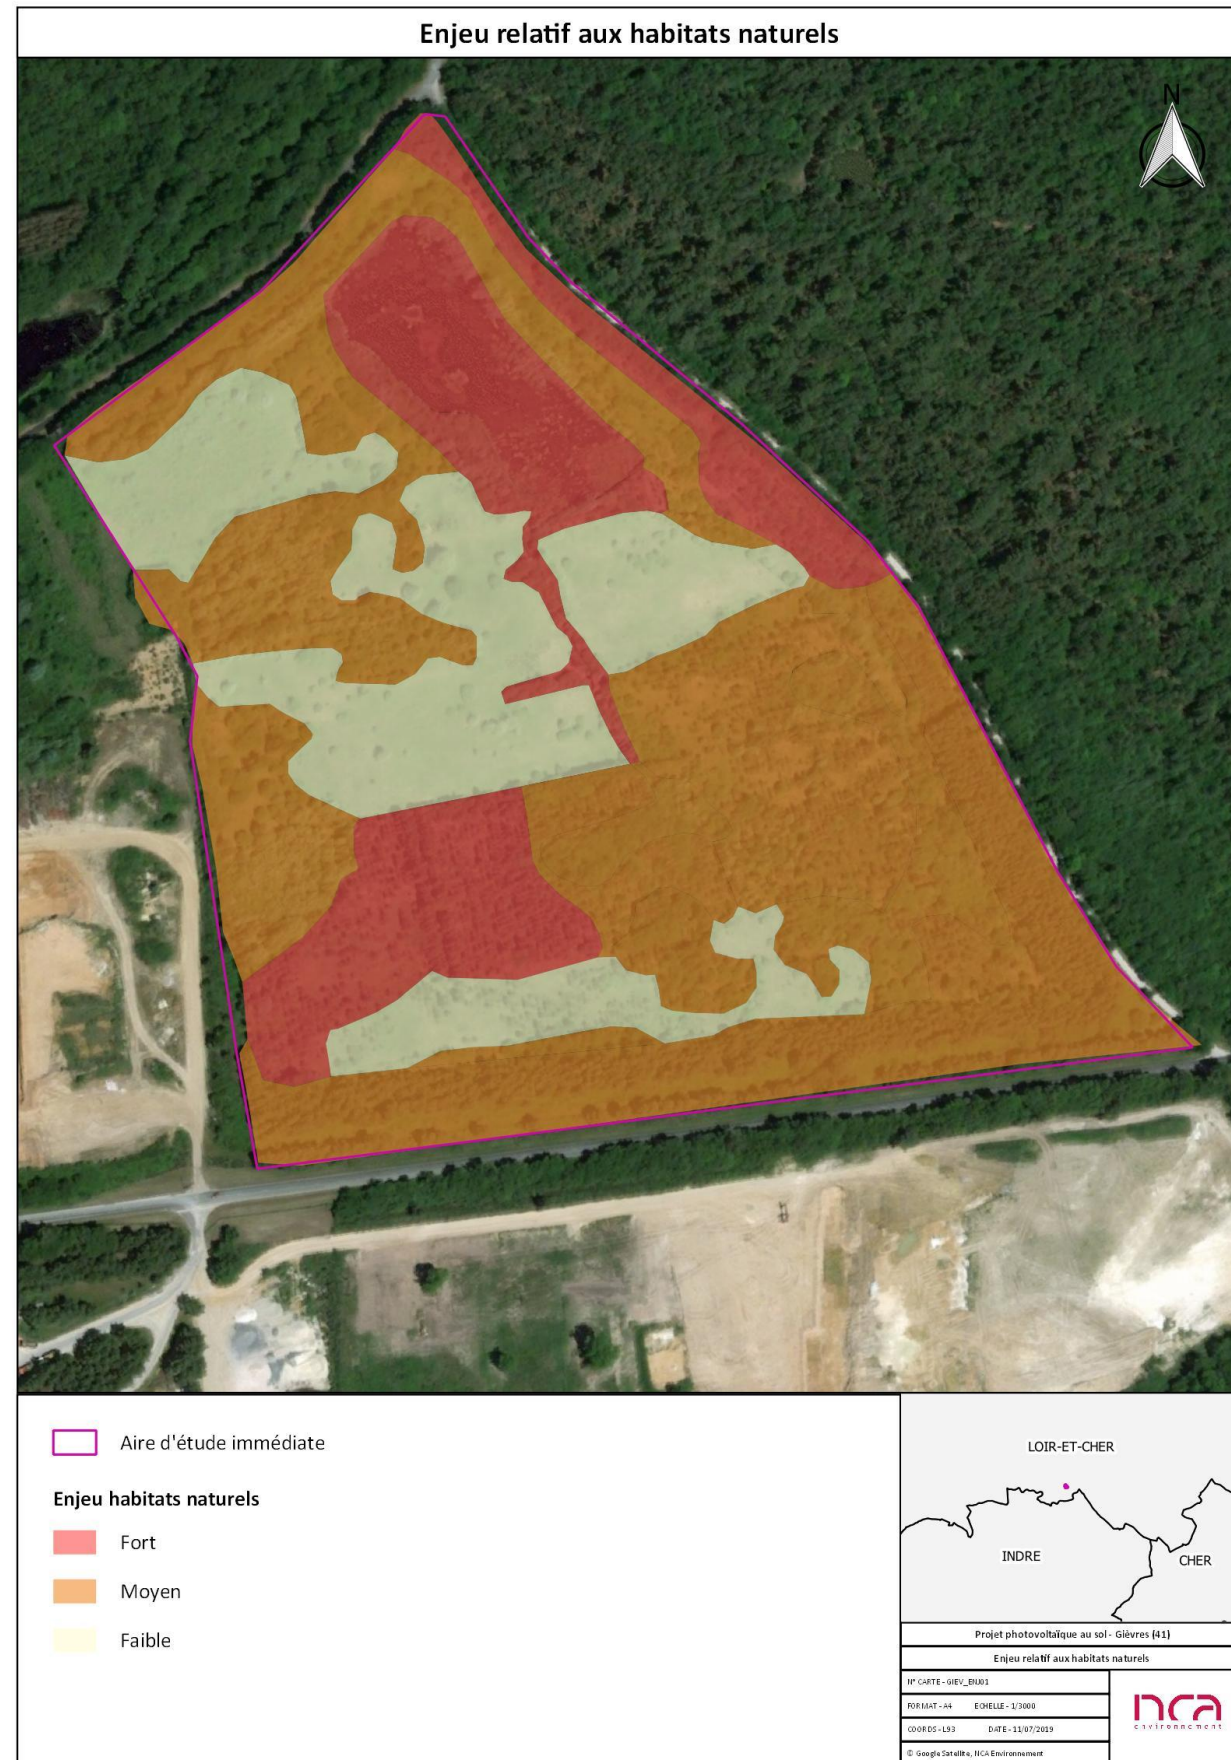 Enjeu relatif aux habitats naturels
N
Aire d'étude immédiate
Enjeu habitats naturels
Fort
Moyen
Faible
LOIR-ET-CHER
INDRE
CHER
Projet photovoltaïque au sol - Gièvres (41)
Enjeu relatif aux habitats naturels
N° CARTE - GIEV_ENJ01
FORMAT - A4 ECHELLE - 1/3000
COORDS - L93 DATE - 11/07/2019
© Google Satellite, NCA Environnement
nca
environnement